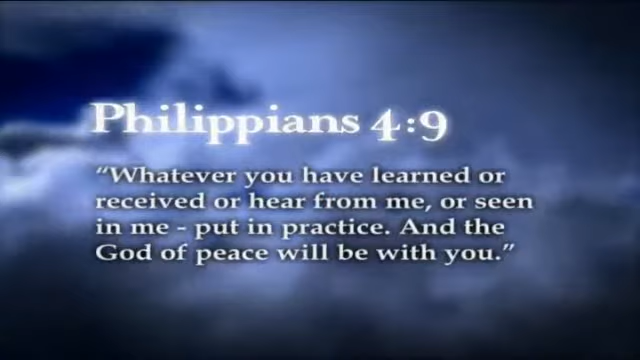 Philippians 4:9
“Whatever you have learned or
received or hear from me, or seen
in me - put in practice. And the
God of peace will be with you.”